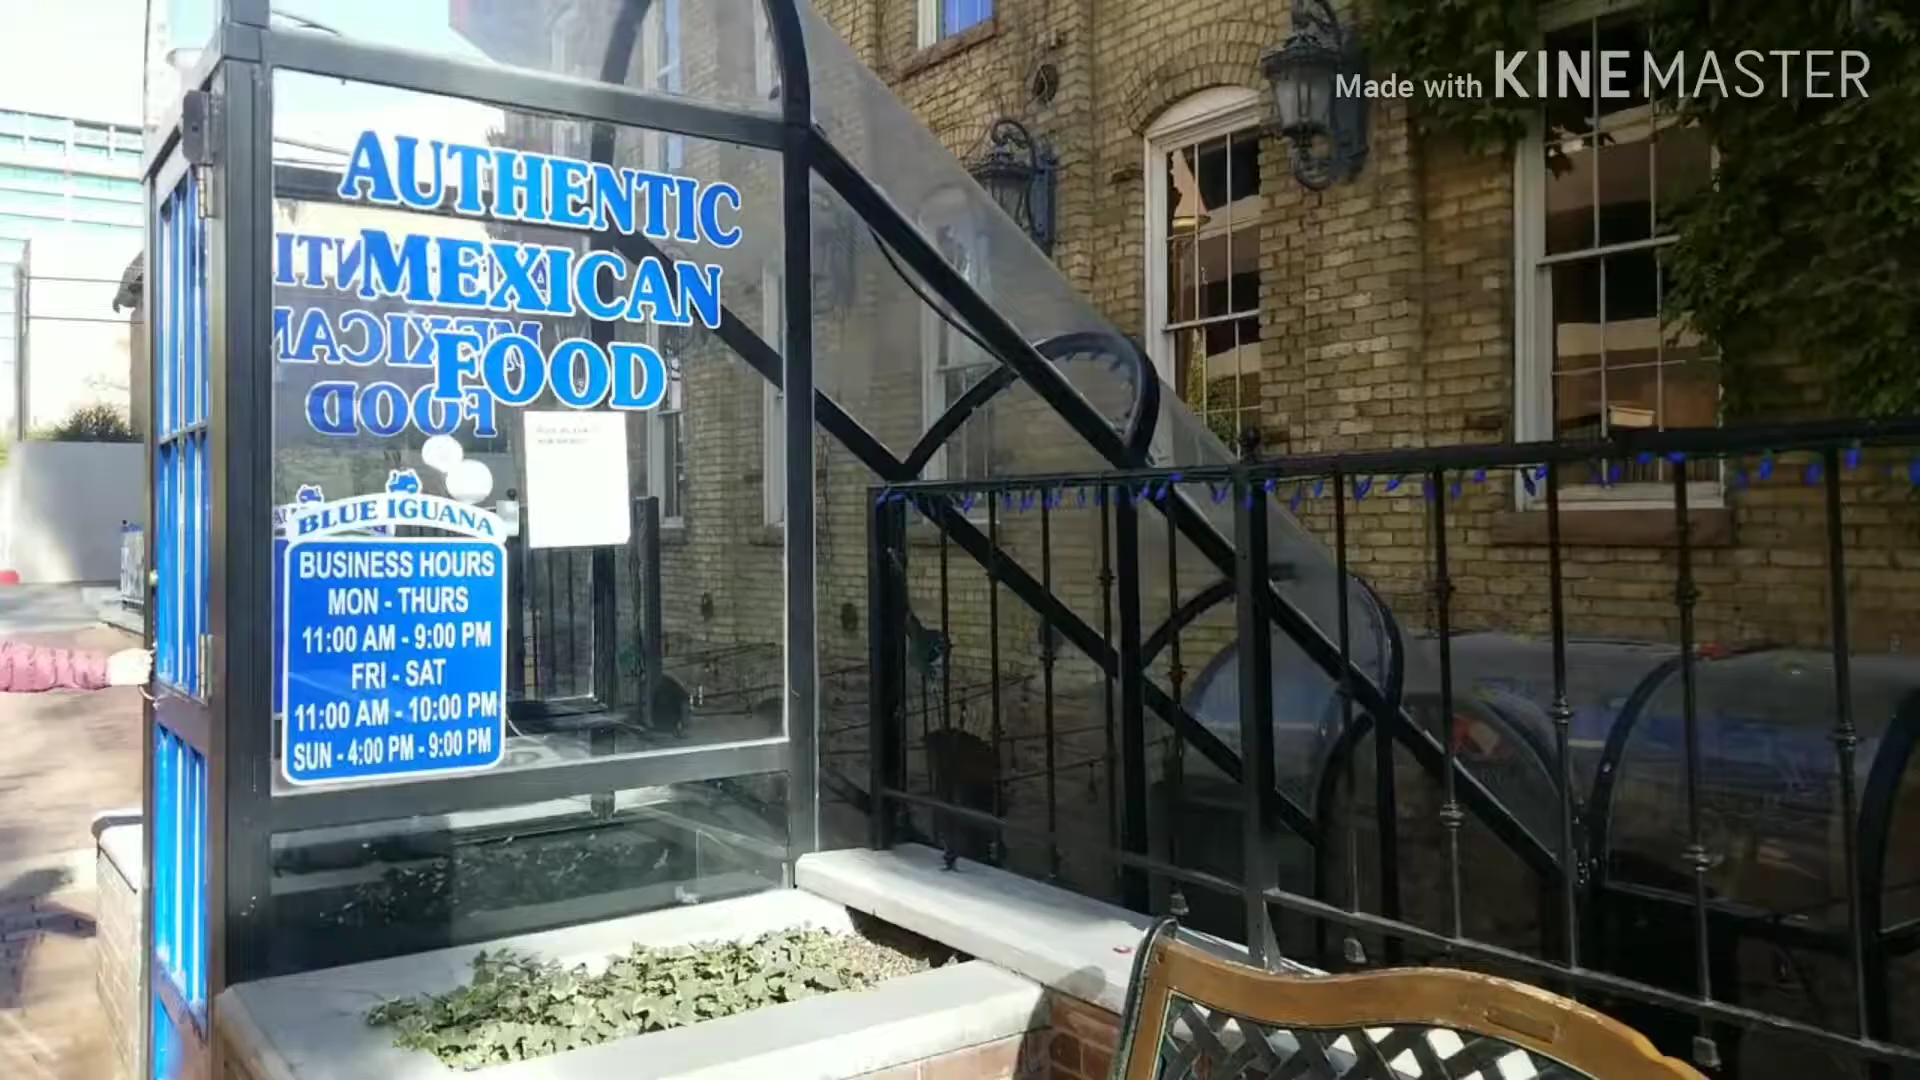 Made with KINEMASTER
AUTHENTIC
MEXICAN
FOOD
BLUE IGUANA
BUSINESS HOURS
MON - THURS
11:00 AM - 9:00 PM
FRI - SAT
11:00 AM - 10:00 PM
SUN - 4:00 PM - 9:00 PM